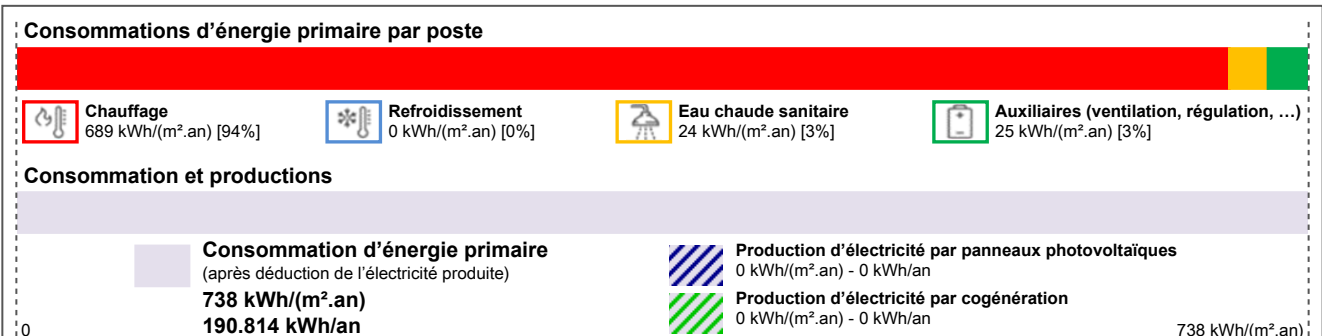 Consommations d’énergie primaire par poste
Chauffage
689 kWh/(m².an) [94%]
Refroidissement
0 kWh/(m².an) [0%]
Eau chaude sanitaire
24 kWh/(m².an) [3%]
Auxiliaires (ventilation, régulation, …)
25 kWh/(m².an) [3%]
Consommation et productions
Consommation d’énergie primaire
(après déduction de l’électricité produite)
738 kWh/(m².an)
190.814 kWh/an
Production d’électricité par panneaux photovoltaïques
0 kWh/(m².an) - 0 kWh/an
Production d’électricité par cogénération
0 kWh/(m².an) - 0 kWh/an
0
738 kWh/(m².an)